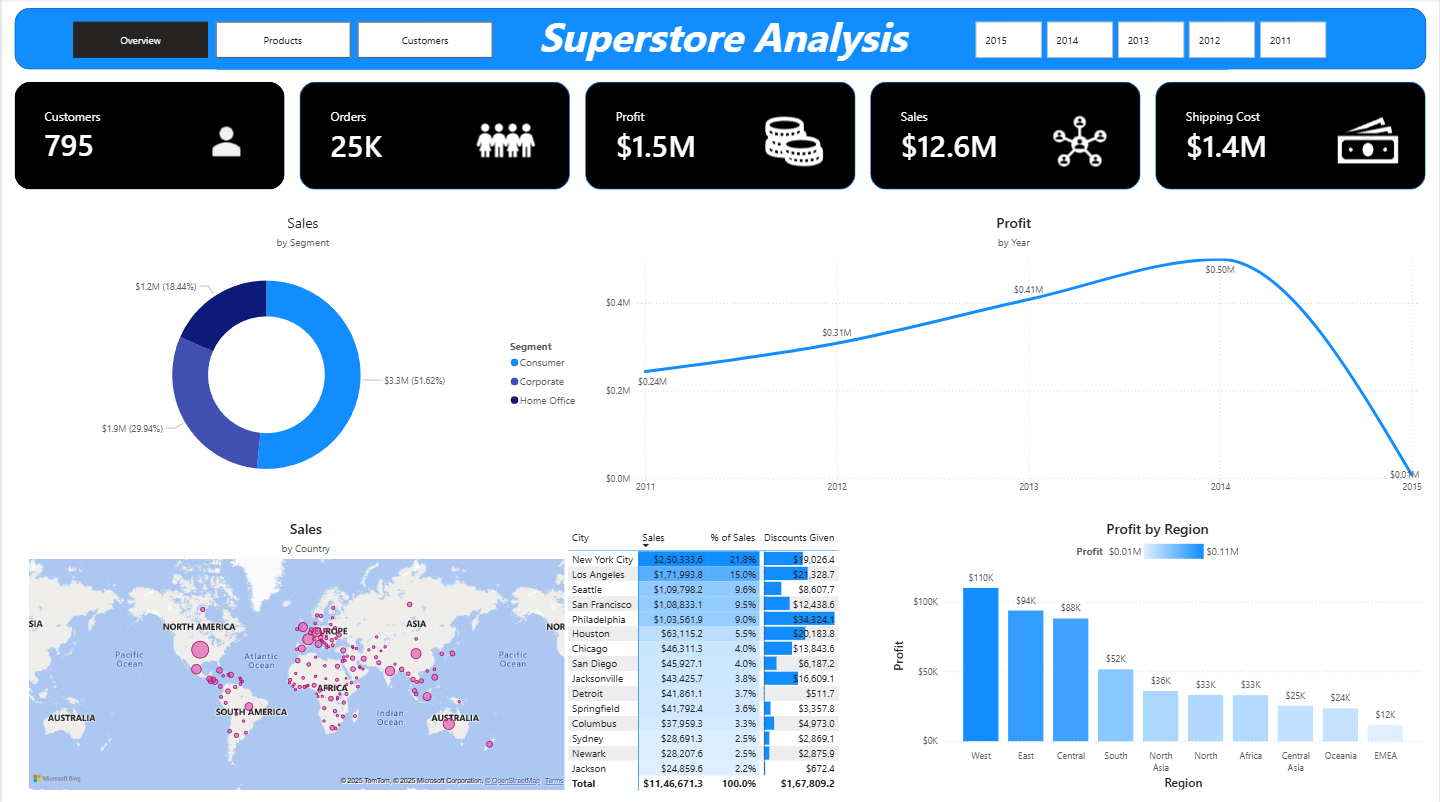 Overview
Products
Customers
Superstore Analysis
2015
2014
2013
2012
2011
Customers
795
Orders
25K
Profit
$1.5M
Sales
$12.6M
Shipping Cost
$1.4M
Sales
by Segment
$1.2M (18.44%)
$3.3M (51.62%)
$1.9M (29.94%)
Segment
Consumer
Corporate
Home Office
Profit
by Year
$0.4M
$0.2M
$0.0M
$0.24M
$0.31M
$0.41M
$0.50M
$0.01M
2011 2012 2013 2014 2015
Sales
by Country
SIA
NORTH AMERICA
EUROPE
ASIA
NOR
Pacific
Ocean
Atlantic
Ocean
Pacific
Ocean
AFRICA
SOUTH AMERICA
Indian
Ocean
AUSTRALIA
AUSTRALIA
Microsoft Bing
© 2025 TomTom, © 2025 Microsoft Corporation, © OpenStreetMap Terms
City Sales % of Sales Discounts Given
New York City $2,50,333.6 21.8% $19,026.4
Los Angeles $1,71,993.8 15.0% $21,328.7
Seattle $1,09,798.2 9.6% $8,607.7
San Francisco $1,08,833.1 9.5% $12,438.6
Philadelphia $1,03,561.9 9.0% $34,324.1
Houston $63,115.2 5.5% $20,183.8
Chicago $46,311.3 4.0% $13,843.6
San Diego $45,927.1 4.0% $6,187.2
Jacksonville $43,425.7 3.8% $16,609.1
Detroit $41,861.1 3.7% $511.7
Springfield $41,792.4 3.6% $3,357.8
Columbus $37,959.3 3.3% $4,973.0
Sydney $28,691.3 2.5% $2,869.1
Newark $28,207.6 2.5% $2,875.9
Jackson $24,859.6 2.2% $672.4
Total $11,46,671.3 100.0% $1,67,809.2
Profit by Region
Profit $0.01M $0.11M
Profit
$100K
$50K
$0K
$110K
$94K
$88K
$52K
$36K
$33K
$33K
$25K
$24K
$12K
West East Central South North Asia North Africa Central Asia Oceania EMEA
Region